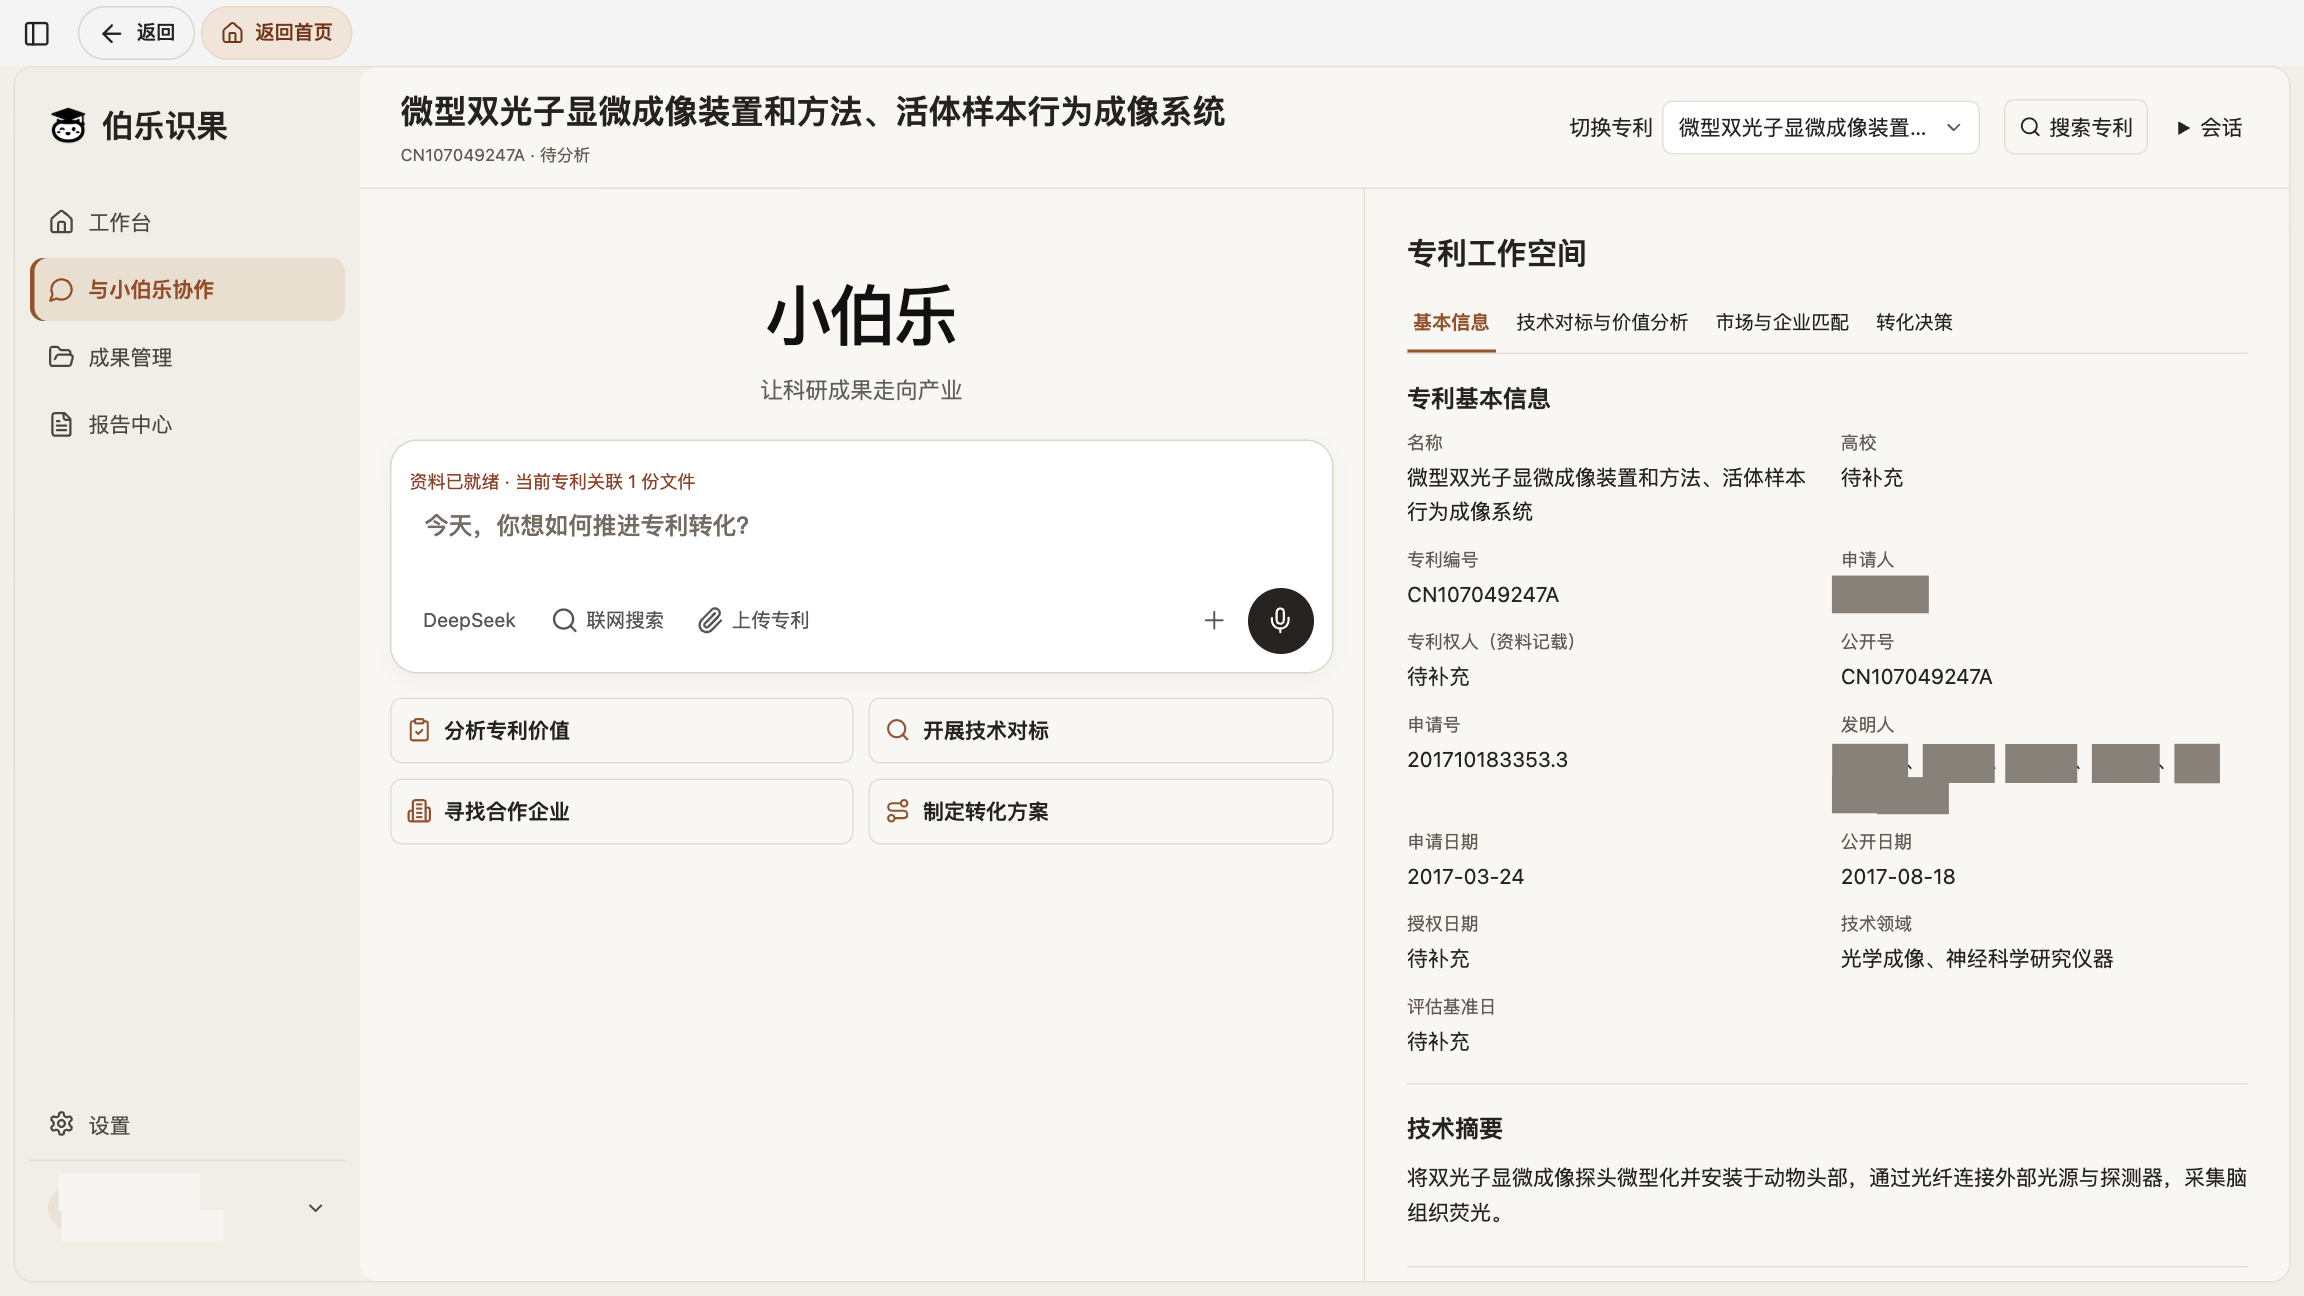 返回
返回首页
伯乐识果
工作台
与小伯乐协作
成果管理
报告中心
设置
微型双光子显微成像装置和方法、活体样本行为成像系统
CN107049247A · 待分析
切换专利
微型双光子显微成像装置...
搜索专利
会话
小伯乐
让科研成果走向产业
资料已就绪 · 当前专利关联 1 份文件
今天，你想如何推进专利转化?
DeepSeek
联网搜索
上传专利
分析专利价值
开展技术对标
寻找合作企业
制定转化方案
专利工作空间
基本信息
技术对标与价值分析
市场与企业匹配
转化决策
专利基本信息
名称
微型双光子显微成像装置和方法、活体样本
行为成像系统
高校
待补充
专利编号
CN107049247A
申请人
专利权人（资料记载）
待补充
公开号
CN107049247A
申请号
201710183353.3
发明人
申请日期
2017-03-24
公开日期
2017-08-18
授权日期
待补充
技术领域
光学成像、神经科学研究仪器
评估基准日
待补充
技术摘要
将双光子显微成像探头微型化并安装于动物头部，通过光纤连接外部光源与探测器，采集脑
组织荧光。